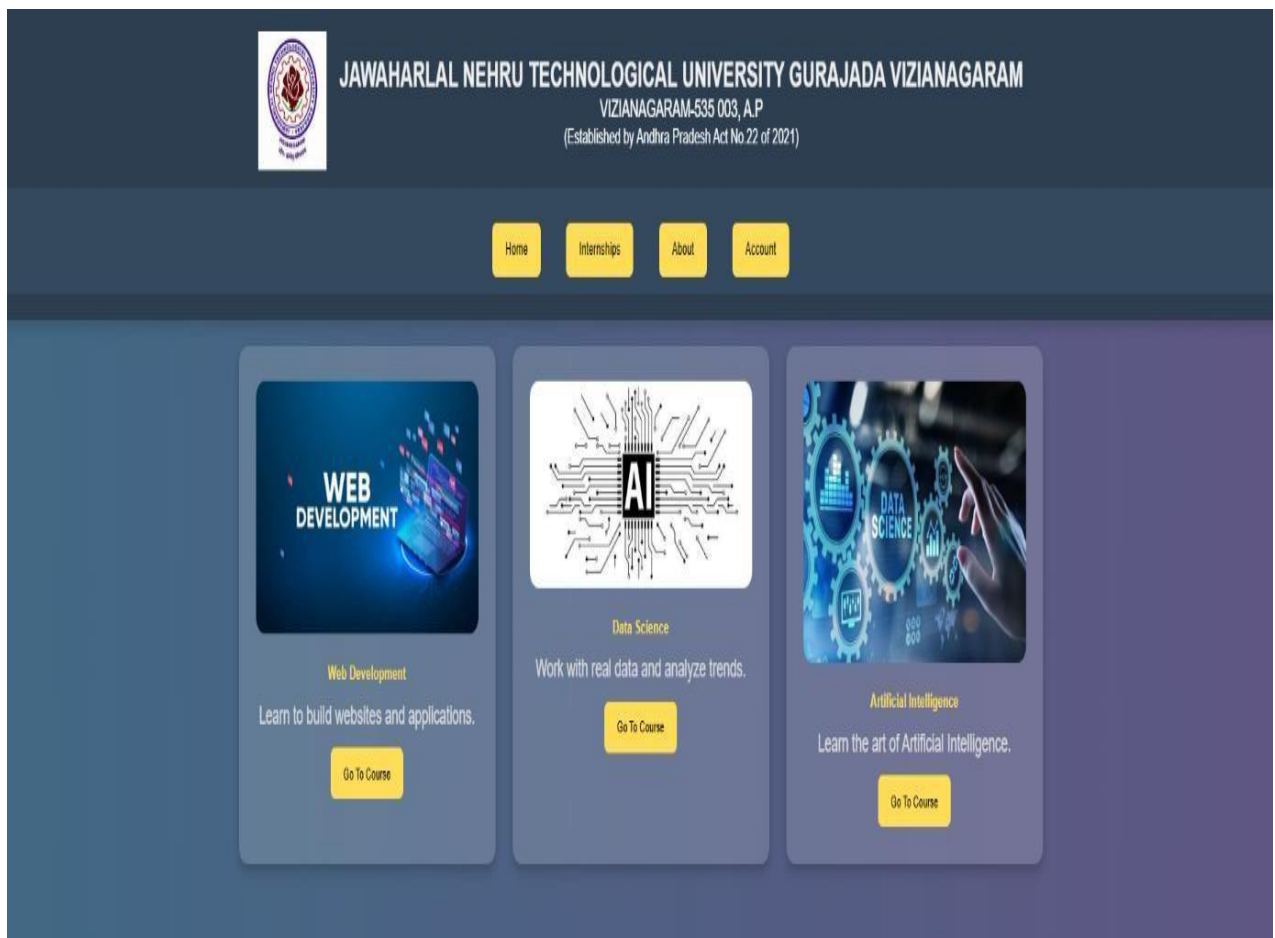 JAWAHARLAL NEHRU TECHNOLOGICAL UNIVERSITY GURAJADA VIZIANAGARAM
VIZIANAGARAM-535 003, A.P
(Established by Andhra Pradesh Act No.22 of 2021)
Home
Internships
About
Account
WEB
DEVELOPMENT
Web Development
Learn to build websites and applications.
Go To Course
AI
Data Science
Work with real data and analyze trends.
Go To Course
DATA
SCIENCE
Artificial Intelligence
Learn the art of Artificial Intelligence.
Go To Course